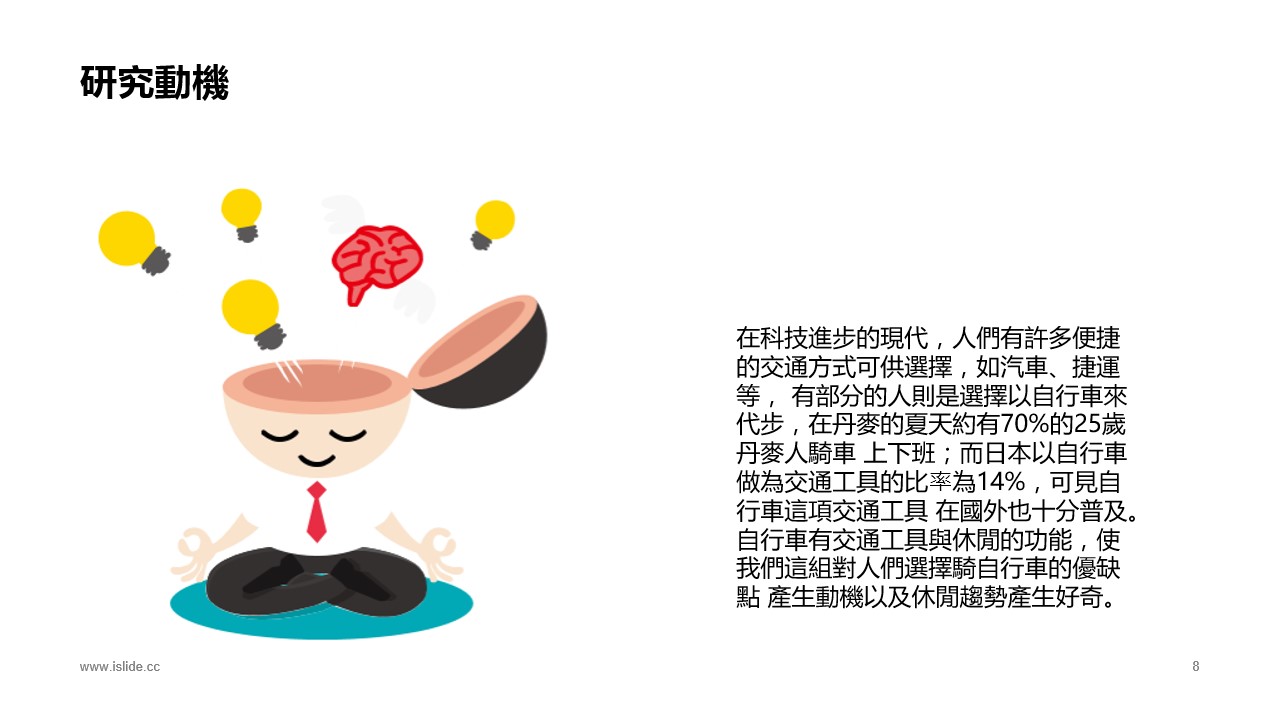 研究動機
在科技進步的現代，人們有許多便捷
的交通方式可供選擇，如汽車、捷運
等， 有部分的人則是選擇以自行車來
代步，在丹麥的夏天約有70%的25歲
丹麥人騎車 上下班；而日本以自行車
做為交通工具的比率為14%，可見自
行車這項交通工具 在國外也十分普及。
自行車有交通工具與休閒的功能，使
我們這組對人們選擇騎自行車的優缺
點 產生動機以及休閒趨勢產生好奇。
www.islide.cc
8